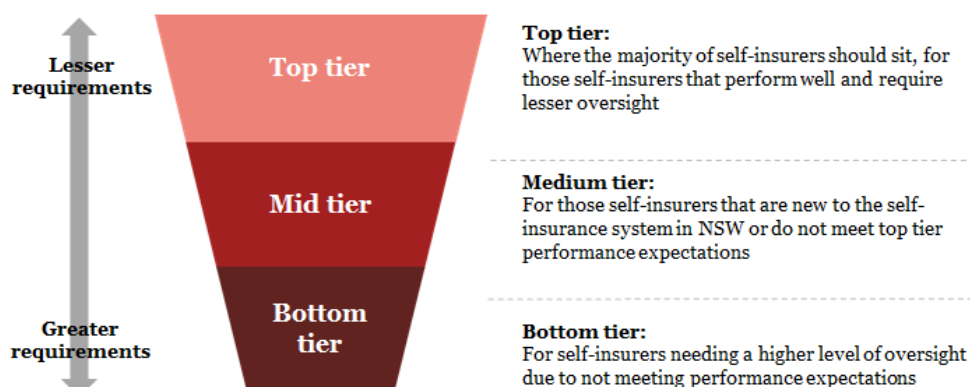 Lesser
requirements
Top tier
Top tier:
Where the majority of self-insurers should sit, for
those self-insurers that perform well and require
lesser oversight
Mid tier
Medium tier:
For those self-insurers that are new to the self-
insurance system in NSW or do not meet top tier
performance expectations
Greater
requirements
Bottom
tier
Bottom tier:
For self-insurers needing a higher level of oversight
due to not meeting performance expectations